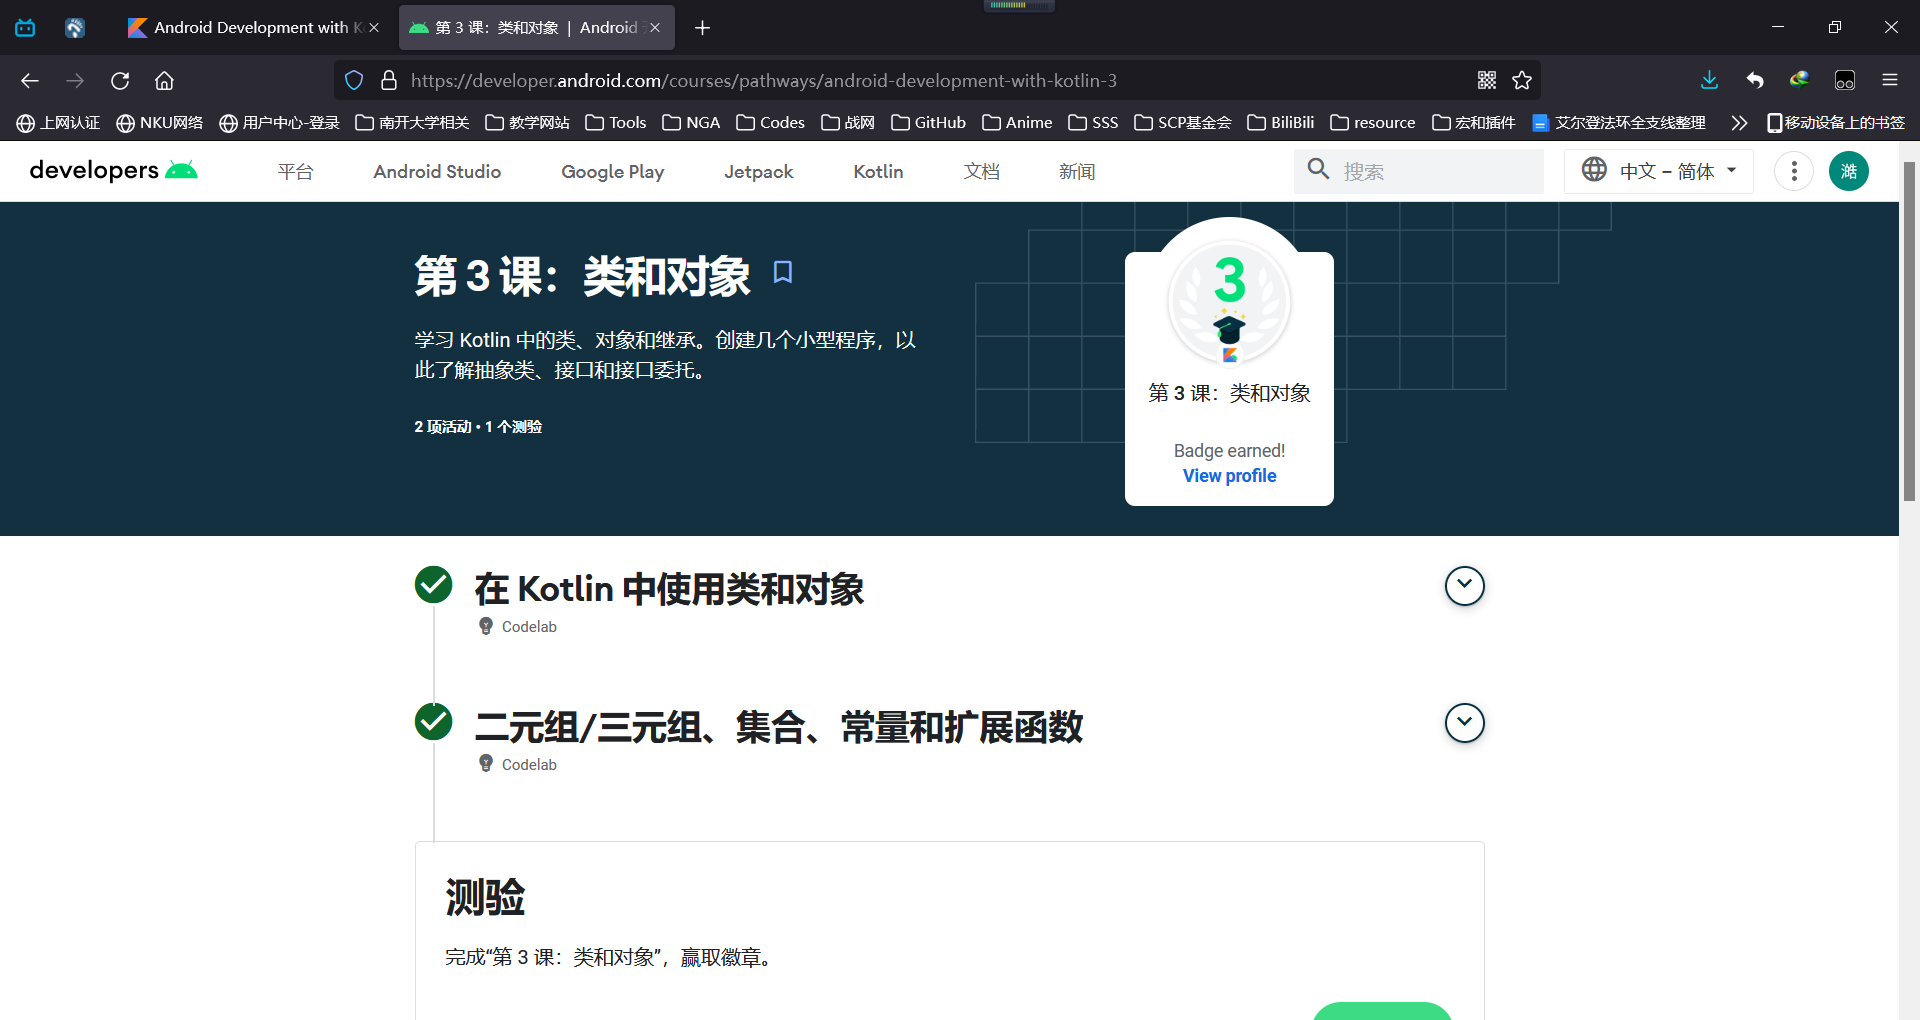 Android Development with K
第 3 课：类和对象 | Android
https://developer.android.com/courses/pathways/android-development-with-kotlin-3
上网认证 NKU网络 用户中心-登录 南开大学相关 教学网站 Tools NGA Codes 战网 GitHub Anime SSS SCP基金会 BiliBili resource 宏和插件 艾尔登法环全支线整理 移动设备上的书签
developers 平台 Android Studio Google Play Jetpack Kotlin 文档 新闻 搜索 中文 – 简体 澔
第 3 课：类和对象
学习 Kotlin 中的类、对象和继承。创建几个小型程序，以
此了解抽象类、接口和接口委托。
2 项活动 • 1 个测验
3
第 3 课：类和对象
Badge earned!
View profile
在 Kotlin 中使用类和对象
Codelab
二元组/三元组、集合、常量和扩展函数
Codelab
测验
完成“第 3 课：类和对象”，赢取徽章。